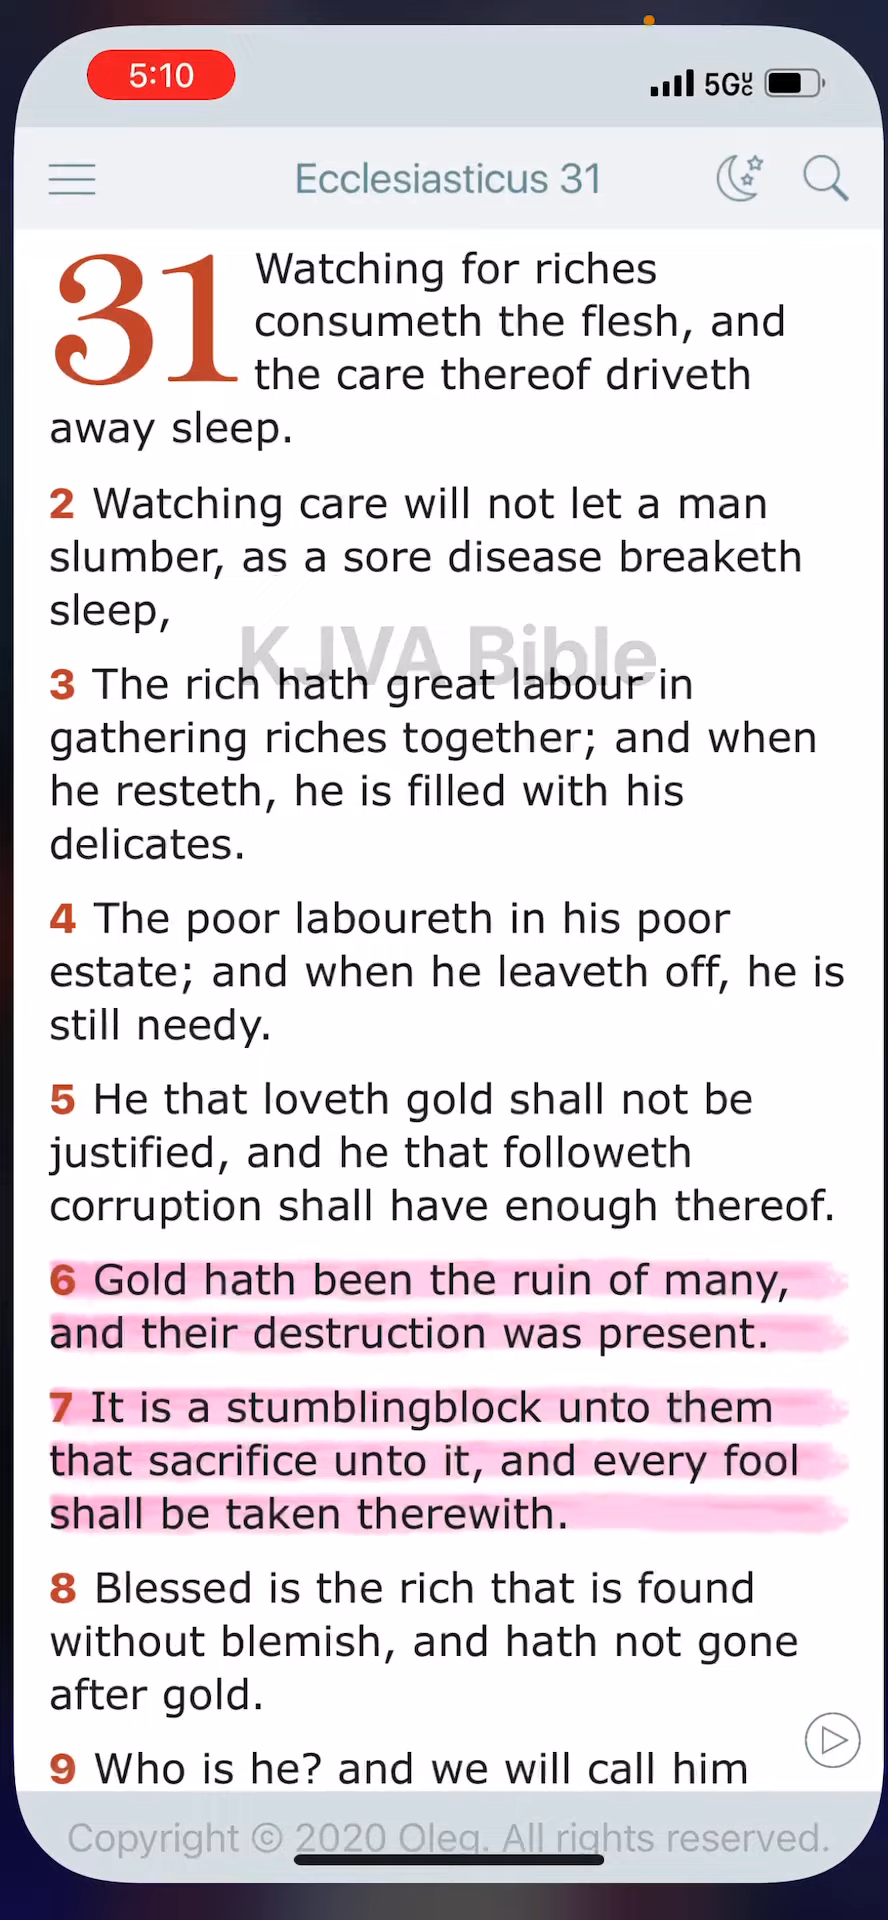 5:10
5G UC
Ecclesiasticus 31
31 Watching for riches
consumeth the flesh, and
the care thereof driveth
away sleep.
2 Watching care will not let a man
slumber, as a sore disease breaketh
sleep,
KJVA Bible
3 The rich hath great labour in
gathering riches together; and when
he resteth, he is filled with his
delicates.
4 The poor laboureth in his poor
estate; and when he leaveth off, he is
still needy.
5 He that loveth gold shall not be
justified, and he that followeth
corruption shall have enough thereof.
6 Gold hath been the ruin of many,
and their destruction was present.
7 It is a stumblingblock unto them
that sacrifice unto it, and every fool
shall be taken therewith.
8 Blessed is the rich that is found
without blemish, and hath not gone
after gold.
9 Who is he? and we will call him
Copyright © 2020 Oleg. All rights reserved.